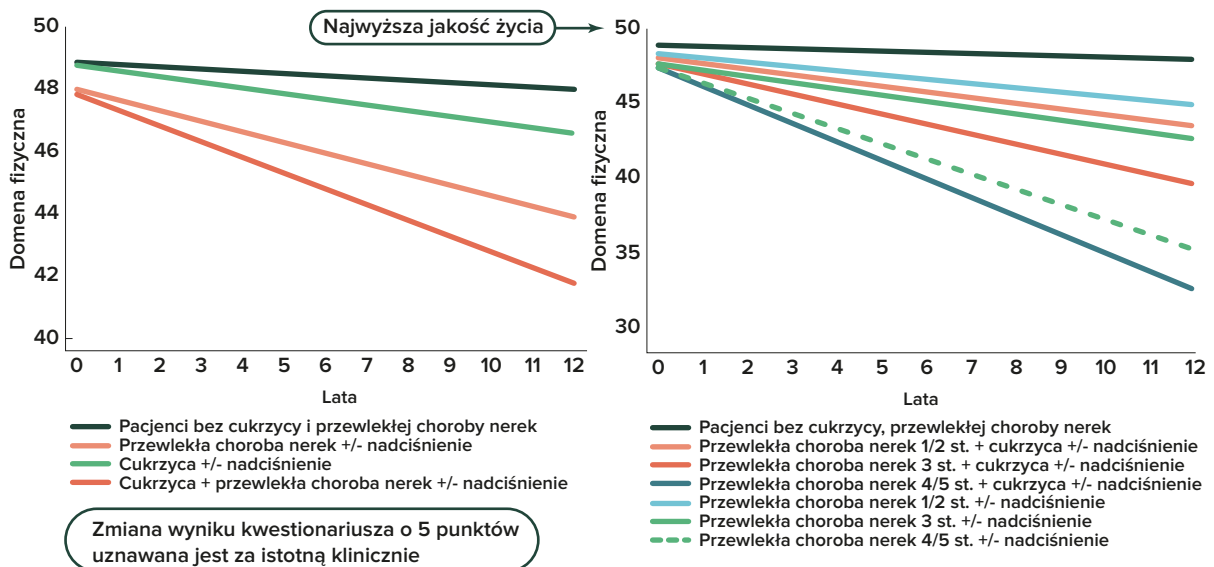 Najwyższa jakość życia
50
48
46
44
42
40
Domena fizyczna
0 1 2 3 4 5 6 7 8 9 10 11 12
Lata
Pacjenci bez cukrzycy i przewlekłej choroby nerek
Przewlekła choroba nerek +/- nadciśnienie
Cukrzyca +/- nadciśnienie
Cukrzyca + przewlekła choroba nerek +/- nadciśnienie
Zmiana wyniku kwestionariusza o 5 punktów
uznawana jest za istotną klinicznie
50
45
40
35
30
Domena fizyczna
0 1 2 3 4 5 6 7 8 9 10 11 12
Lata
Pacjenci bez cukrzycy, przewlekłej choroby nerek
Przewlekła choroba nerek 1/2 st. + cukrzyca +/- nadciśnienie
Przewlekła choroba nerek 3 st. + cukrzyca +/- nadciśnienie
Przewlekła choroba nerek 4/5 st. + cukrzyca +/- nadciśnienie
Przewlekła choroba nerek 1/2 st. +/- nadciśnienie
Przewlekła choroba nerek 3 st. +/- nadciśnienie
Przewlekła choroba nerek 4/5 st. +/- nadciśnienie